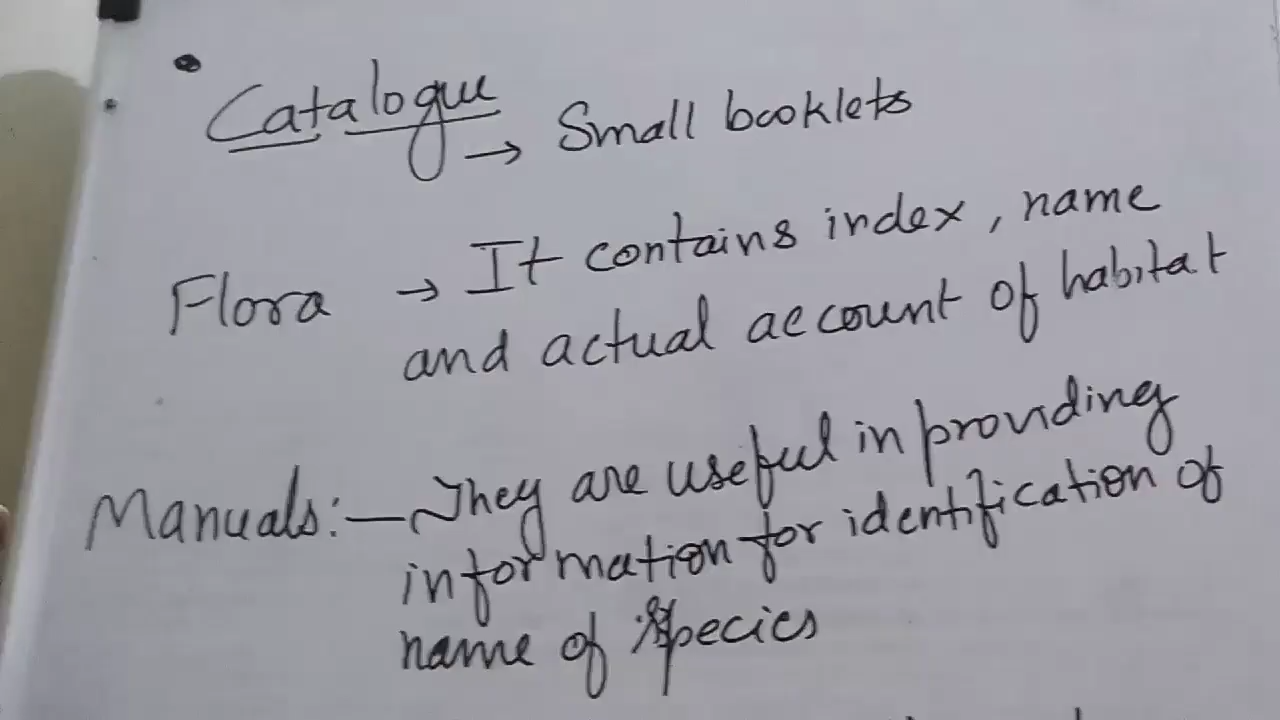 Catalogue → Small booklets
Flora → It contains index, name
and actual account of habitat
Manuals:— They are useful in providing
information for identification of
name of species